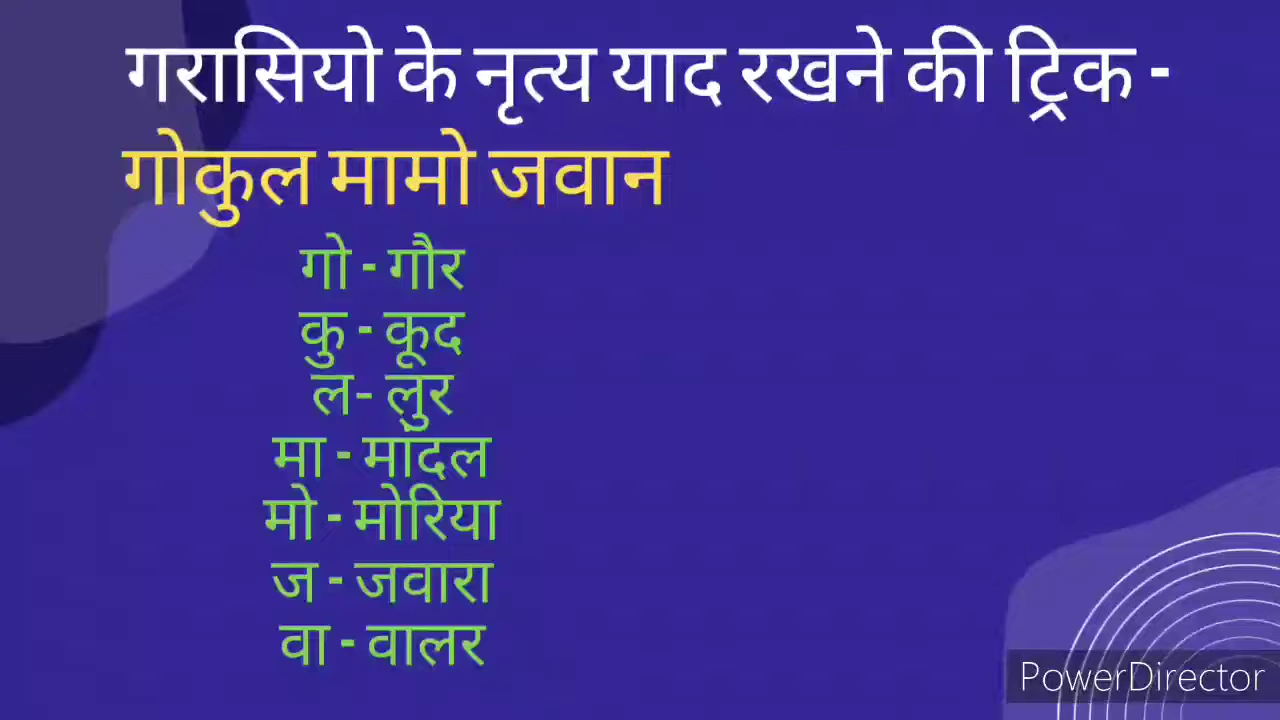 गरासियो के नृत्य याद रखने की ट्रिक -
गोकुल मामो जवान
गो - गौर
कु - कूद
ल- लुर
मा - मांदल
मो - मोरिया
ज - जवारा
वा - वालर
PowerDirector